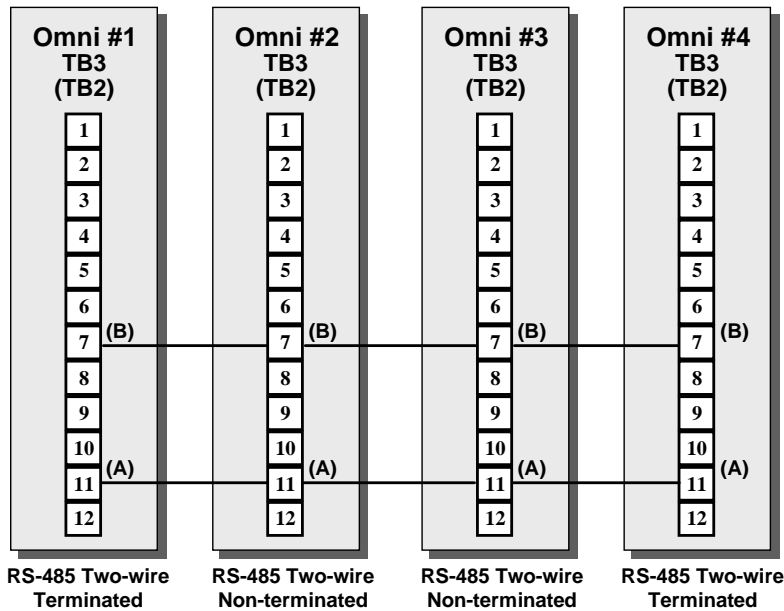 Omni #1 Omni #2 Omni #3 Omni #4
TB3 TB3 TB3 TB3
(TB2) (TB2) (TB2) (TB2)
1 1 1 1
2 2 2 2
3 3 3 3
4 4 4 4
5 5 5 5
6 6 6 6
7 (B) 7 (B) 7 (B) 7 (B)
8 8 8 8
9 9 9 9
10 10 10 10
11 (A) 11 (A) 11 (A) 11 (A)
12 12 12 12
RS-485 Two-wire RS-485 Two-wire RS-485 Two-wire RS-485 Two-wire
Terminated Non-terminated Non-terminated Terminated